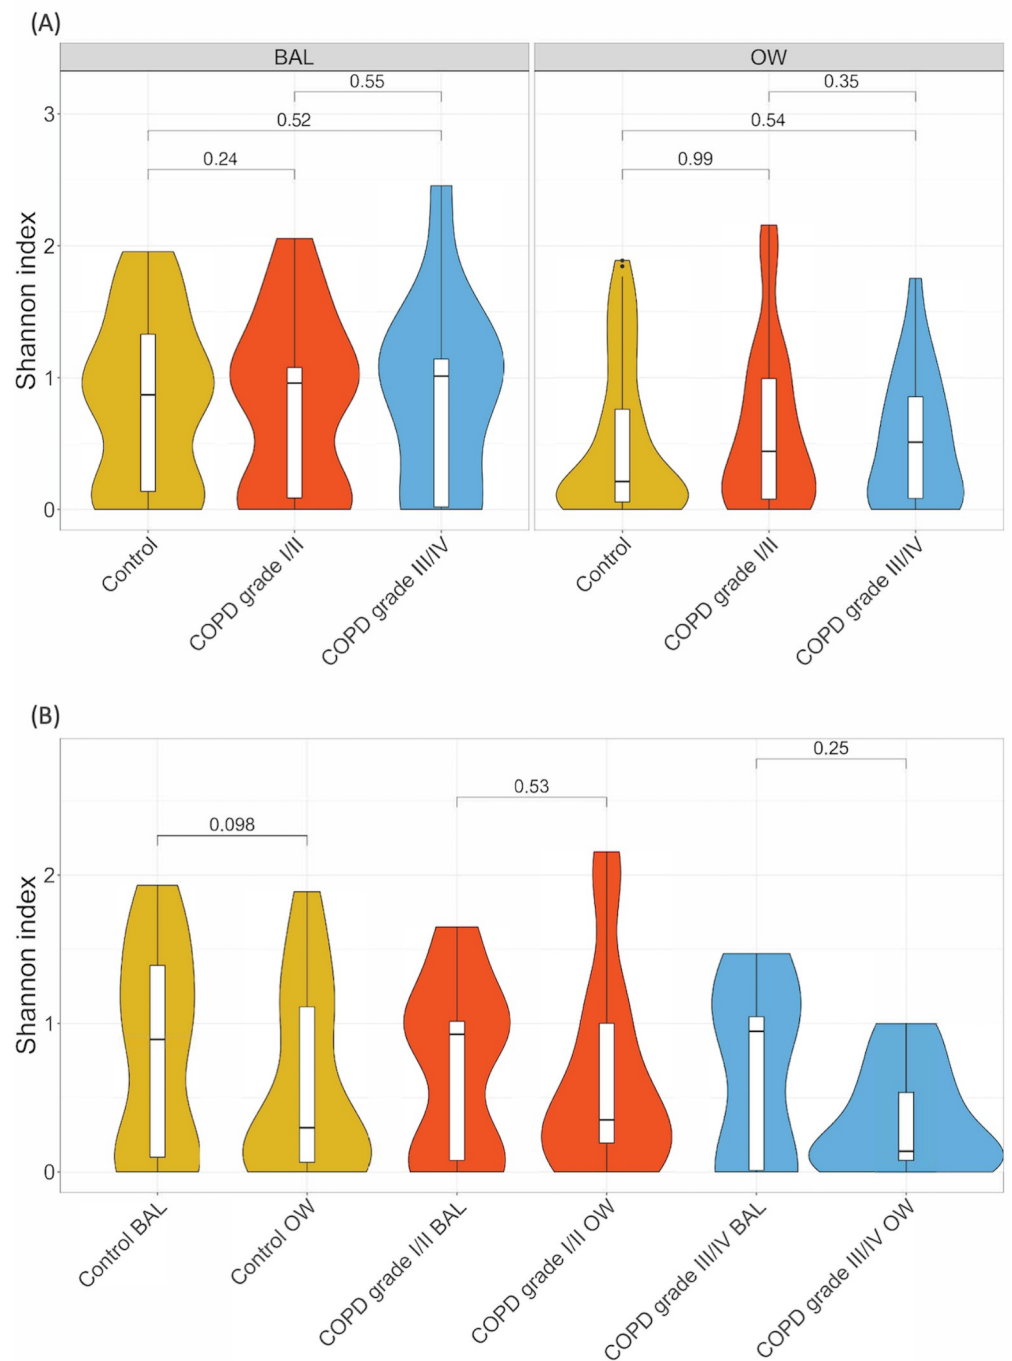 (A)
BAL
OW
0.55
0.35
3
0.52
0.54
0.24
0.99
Shannon index
2
1
0
Control
COPD grade I/II
COPD grade III/IV
Control
COPD grade I/II
COPD grade III/IV
(B)
0.25
0.53
0.098
Shannon index
2
1
0
Control BAL
Control OW
COPD grade I/II BAL
COPD grade I/II OW
COPD grade III/IV BAL
COPD grade III/IV OW